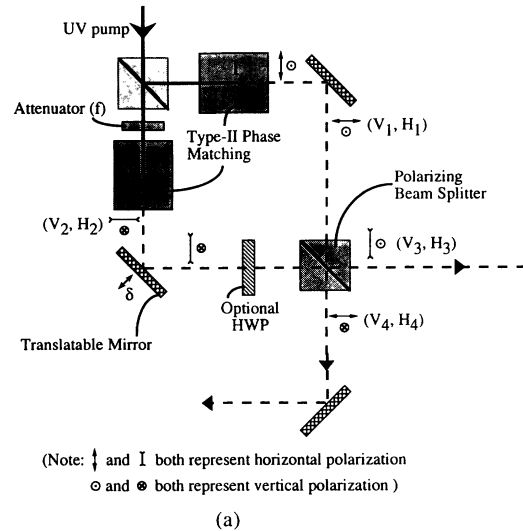 UV pump
Attenuator (f)
Type-II Phase
Matching
(V1, H1)
Polarizing
Beam Splitter
(V2, H2)
(V3, H3)
δ
Optional
HWP
(V4, H4)
Translatable Mirror
(Note: ↕ and I both represent horizontal polarization
⊙ and ⊗ both represent vertical polarization )
(a)